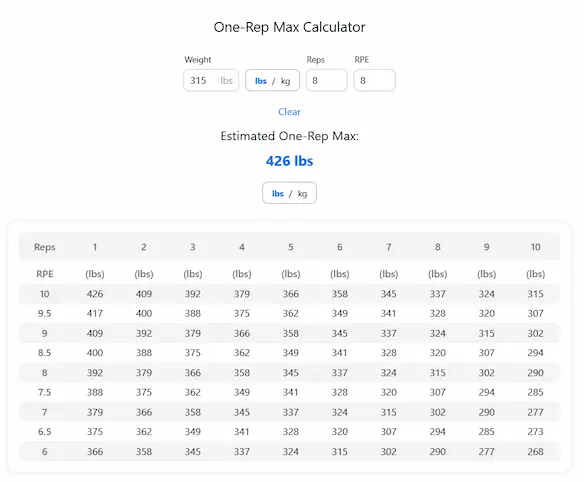 One-Rep Max Calculator
Weight Reps RPE
315 lbs lbs / kg 8 8
Clear
Estimated One-Rep Max:
426 lbs
lbs / kg
Reps 1 2 3 4 5 6 7 8 9 10
RPE (lbs) (lbs) (lbs) (lbs) (lbs) (lbs) (lbs) (lbs) (lbs) (lbs)
10 426 409 392 379 366 358 345 337 324 315
9.5 417 400 388 375 362 349 341 328 320 307
9 409 392 379 366 358 345 337 324 315 302
8.5 400 388 375 362 349 341 328 320 307 294
8 392 379 366 358 345 337 324 315 302 290
7.5 388 375 362 349 341 328 320 307 294 285
7 379 366 358 345 337 324 315 302 290 277
6.5 375 362 349 341 328 320 307 294 285 273
6 366 358 345 337 324 315 302 290 277 268